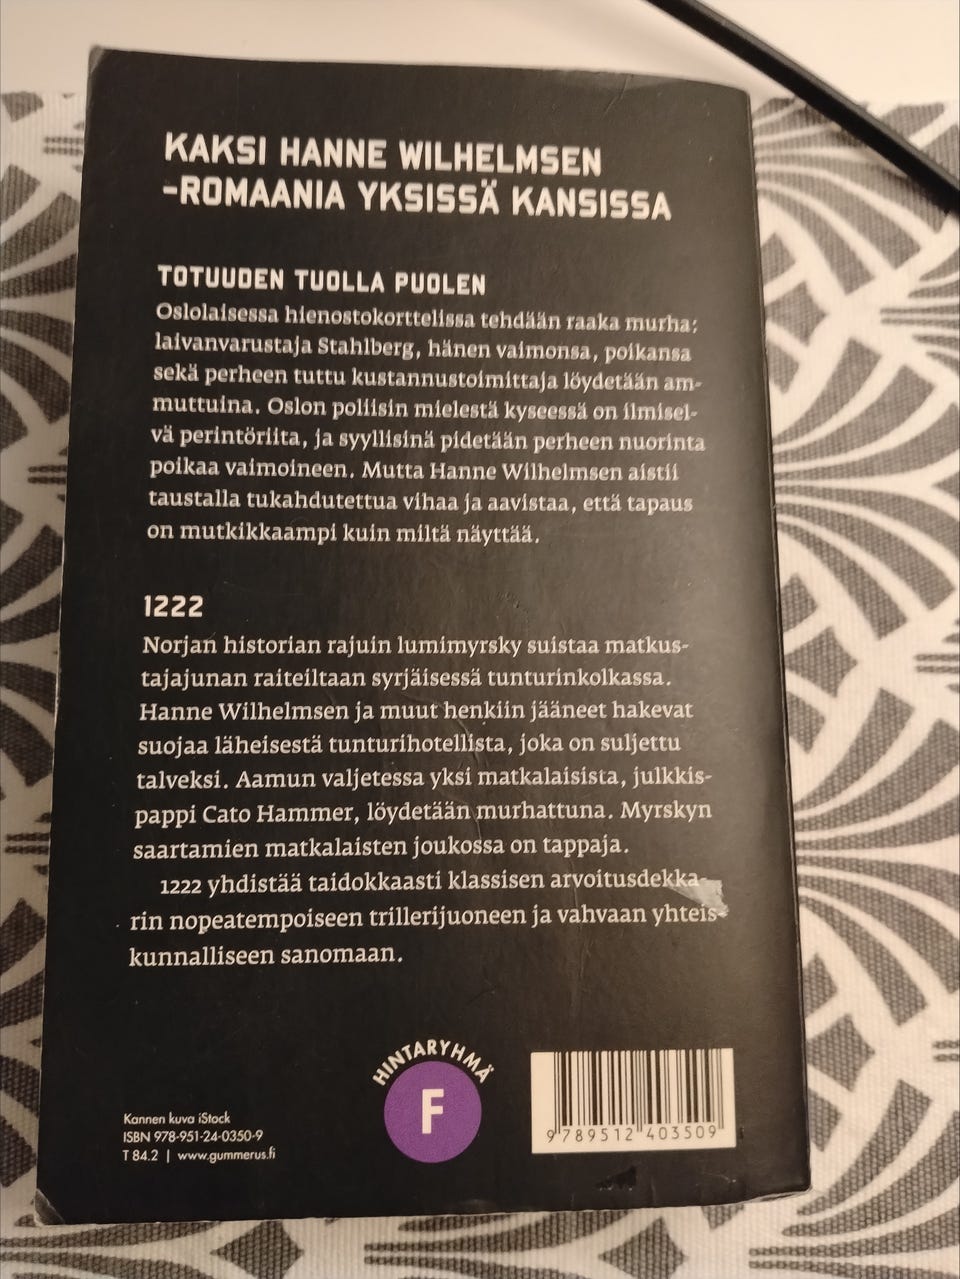 KAKSI HANNE WILHELMSEN
-ROMAANIA YKSISSÄ KANSISSA
TOTUUDEN TUOLLA PUOLEN
Oslolaisessa hienostokorttelissa tehdään raaka murha:
laivanvarustaja Stahlberg, hänen vaimonsa, poikansa
sekä perheen tuttu kustannustoimittaja löydetään am-
muttuina. Oslon poliisin mielestä kyseessä on ilmisel-
vä perintöriita, ja syyllisinä pidetään perheen nuorinta
poikaa vaimoineen. Mutta Hanne Wilhelmsen aistii
taustalla tukahdutettua vihaa ja aavistaa, että tapaus
on mutkikkaampi kuin miltä näyttää.
1222
Norjan historian rajuin lumimyrsky suistaa matkus-
tajajunan raiteiltaan syrjäisessä tunturinkolkassa.
Hanne Wilhelmsen ja muut henkiin jääneet hakevat
suojaa läheisestä tunturihotellista, joka on suljettu
talveksi. Aamun valjetessa yksi matkalaisista, julkkis-
pappi Cato Hammer, löydetään murhattuna. Myrskyn
saartamien matkalaisten joukossa on tappaja.
1222 yhdistää taidokkaasti klassisen arvoitusdekka-
rin nopeatempoiseen trillerijuoneen ja vahvaan yhteis-
kunnalliseen sanomaan.
HINTARYHMÄ
F
Kannen kuva iStock
ISBN 978-951-24-0350-9
T 84.2 | www.gummerus.fi
9 789512 403509